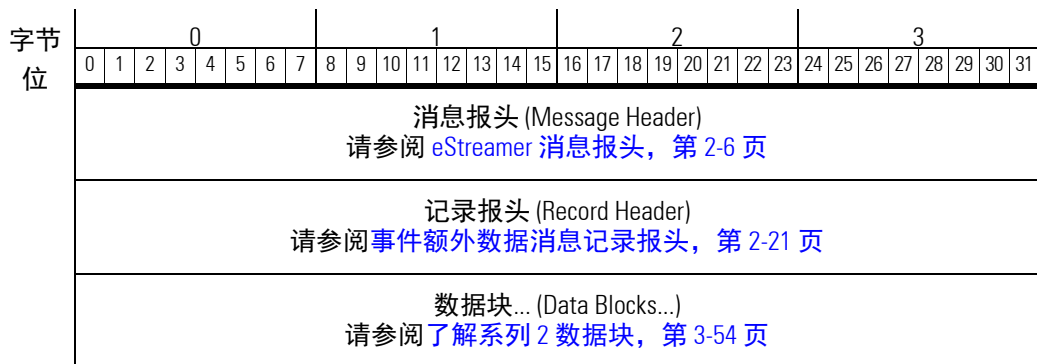 字节 0 1 2 3
位 0 1 2 3 4 5 6 7 8 9 10 11 12 13 14 15 16 17 18 19 20 21 22 23 24 25 26 27 28 29 30 31
消息报头 (Message Header)
请参阅 eStreamer 消息报头，第 2-6 页
记录报头 (Record Header)
请参阅事件额外数据消息记录报头，第 2-21 页
数据块... (Data Blocks...)
请参阅了解系列 2 数据块，第 3-54 页